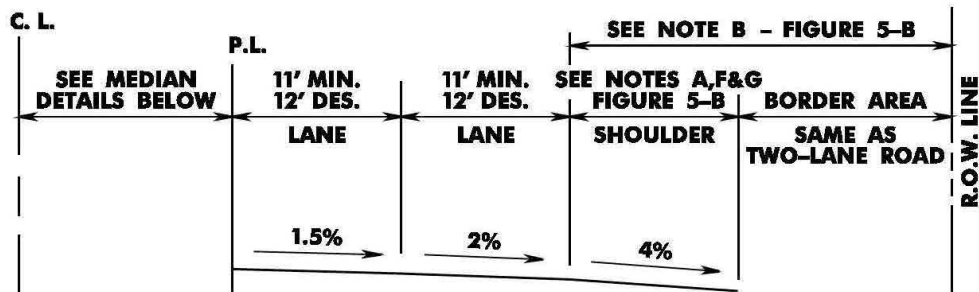 C. L.
SEE NOTE B – FIGURE 5–B
P.L.
SEE MEDIAN
DETAILS BELOW
11' MIN.
12' DES.
LANE
11' MIN.
12' DES.
LANE
SEE NOTES A,F&G
FIGURE 5–B
SHOULDER
BORDER AREA
SAME AS
TWO–LANE ROAD
R.O.W. LINE
1.5%
2%
4%